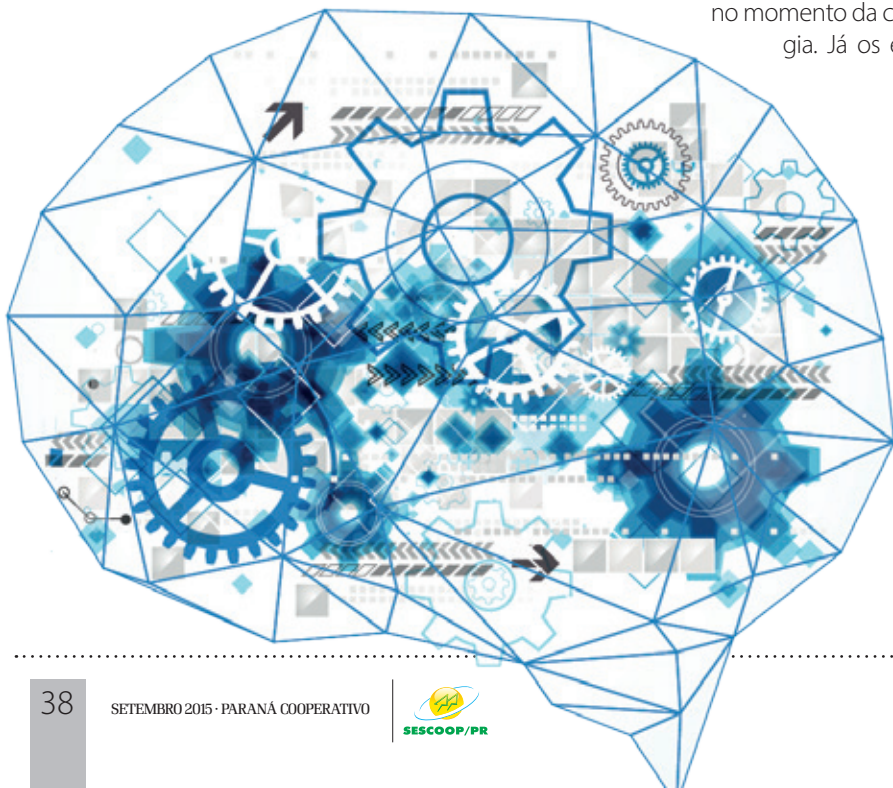 no momento da c
gia. Já os e
38
SETEMBRO 2015 · PARANÁ COOPERATIVO
SESCOOP/PR